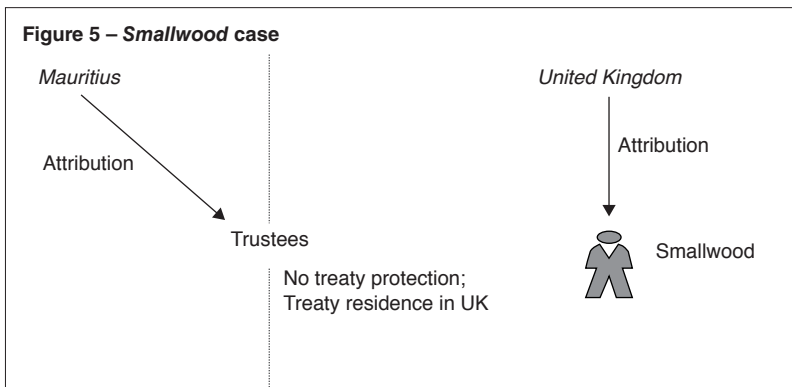 Figure 5 – Smallwood case
Mauritius
United Kingdom
Attribution
Attribution
Trustees
Smallwood
No treaty protection;
Treaty residence in UK